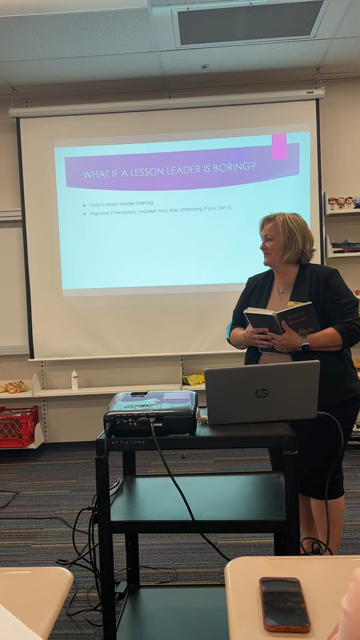 WHAT IF A LESSON LEADER IS BORING?
Hold a lesson leader training
Replace if necessary (women may stop attending if you don't)
hp